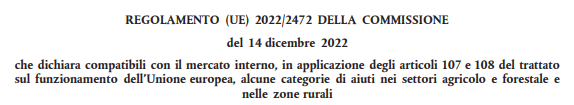 REGOLAMENTO (UE) 2022/2472 DELLA COMMISSIONE
del 14 dicembre 2022
che dichiara compatibili con il mercato interno, in applicazione degli articoli 107 e 108 del trattato
sul funzionamento dell'Unione europea, alcune categorie di aiuti nei settori agricolo e forestale e
nelle zone rurali